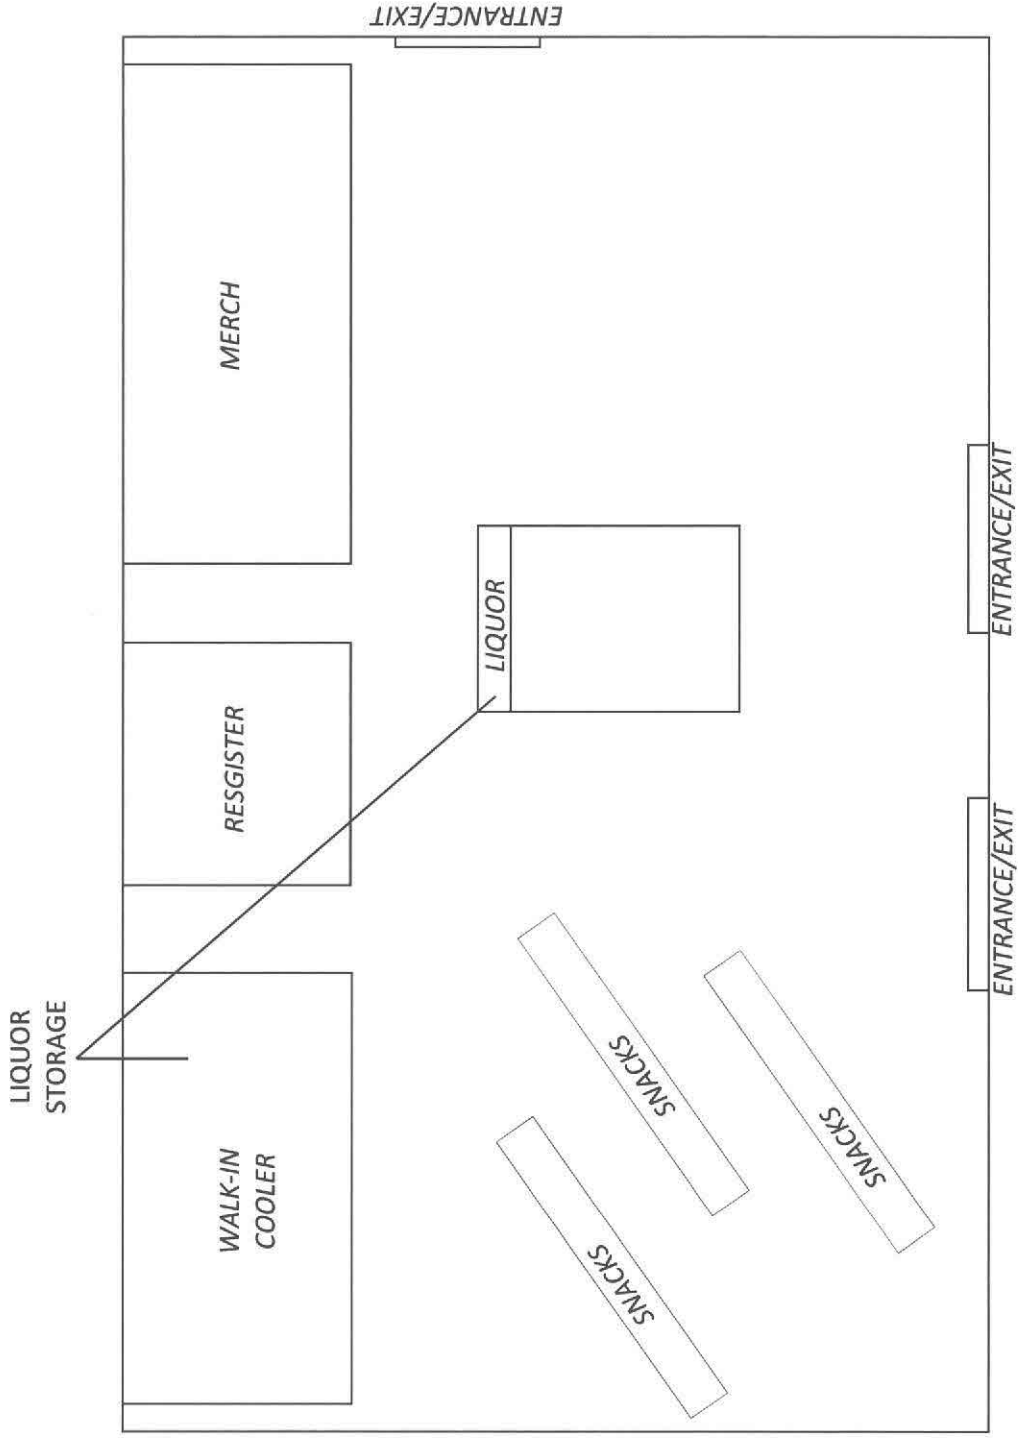 LIQUOR
STORAGE
WALK-IN
COOLER
RESGISTER
MERCH
ENTRANCE/EXIT
LIQUOR
SNACKS
SNACKS
SNACKS
ENTRANCE/EXIT
ENTRANCE/EXIT